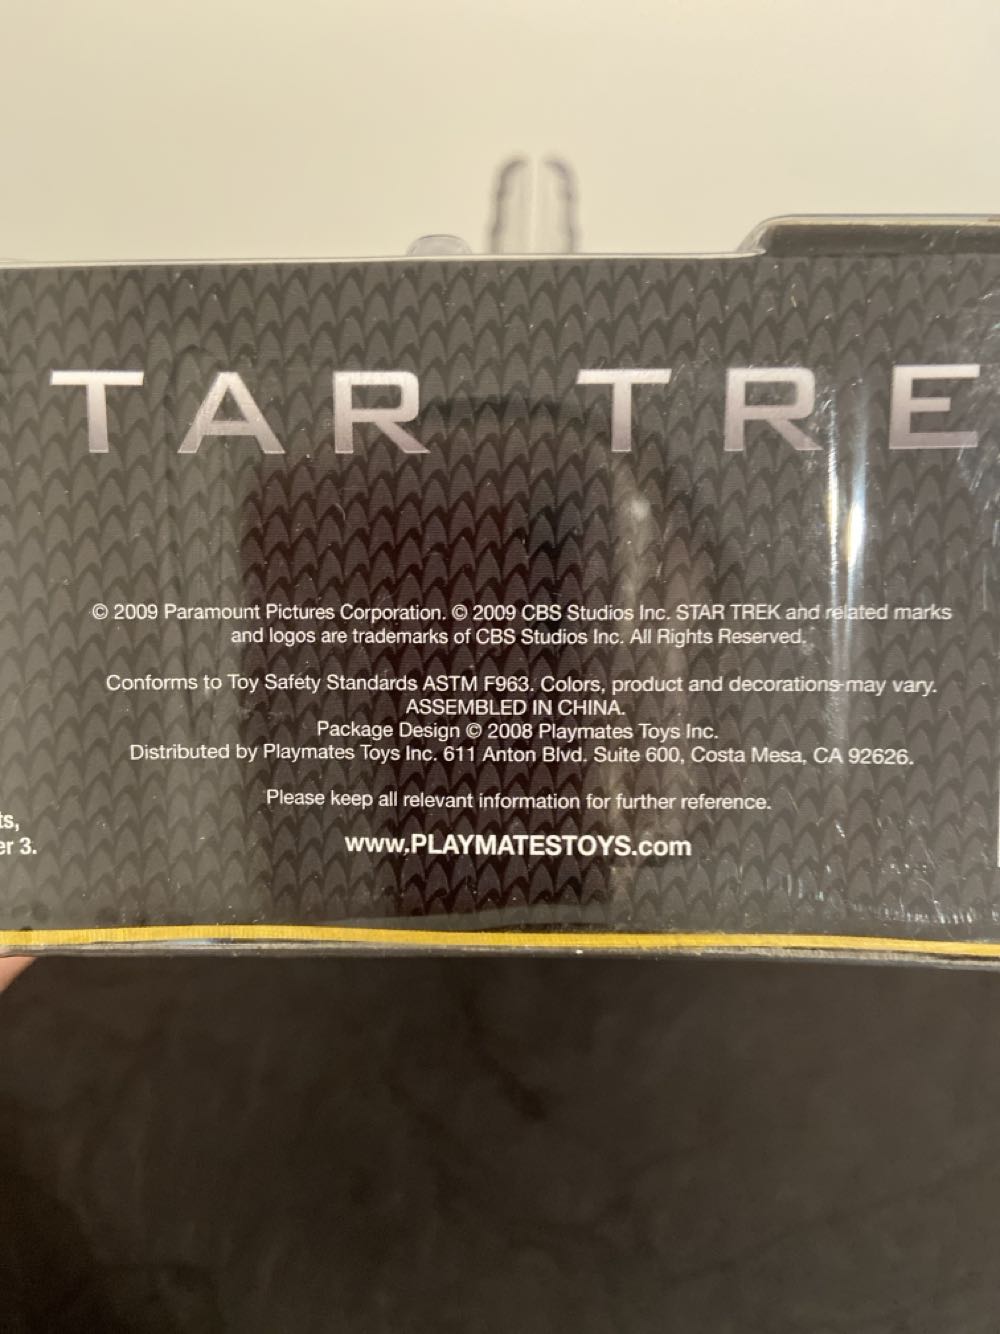 TAR TRE
© 2009 Paramount Pictures Corporation. © 2009 CBS Studios Inc. STAR TREK and related marks
and logos are trademarks of CBS Studios Inc. All Rights Reserved.
Conforms to Toy Safety Standards ASTM F963. Colors, product and decorations may vary.
ASSEMBLED IN CHINA.
Package Design © 2008 Playmates Toys Inc.
Distributed by Playmates Toys Inc. 611 Anton Blvd. Suite 600, Costa Mesa, CA 92626.
Please keep all relevant information for further reference.
ts,
er 3.
www.PLAYMATESTOYS.com